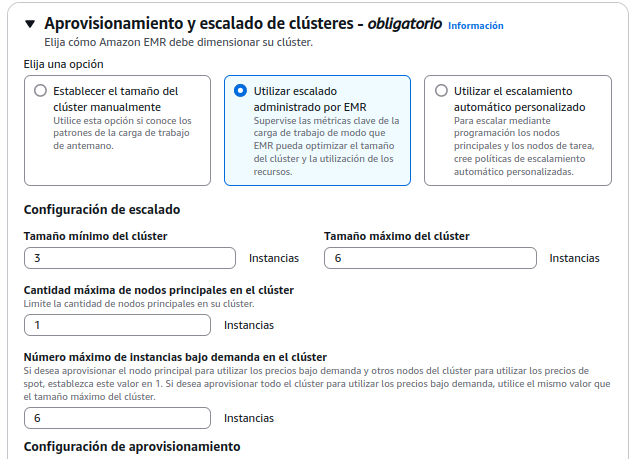 Aprovisionamiento y escalado de clústeres - obligatorio Información
Elija cómo Amazon EMR debe dimensionar su clúster.
Elija una opción
Establecer el tamaño del
clúster manualmente
Utilice esta opción si conoce los
patrones de la carga de trabajo
de antemano.
Utilizar escalado
administrado por EMR
Supervise las métricas clave de la
carga de trabajo de modo que
EMR pueda optimizar el tamaño
del clúster y la utilización de los
recursos.
Utilizar el escalamiento
automático personalizado
Para escalar mediante
programación los nodos
principales y los nodos de tarea,
cree políticas de escalamiento
automático personalizadas.
Configuración de escalado
Tamaño mínimo del clúster
3 Instancias
Tamaño máximo del clúster
6 Instancias
Cantidad máxima de nodos principales en el clúster
Limite la cantidad de nodos principales en su clúster.
1 Instancias
Número máximo de instancias bajo demanda en el clúster
Si desea aprovisionar el nodo principal para utilizar los precios bajo demanda y otros nodos del clúster para utilizar los precios de
spot, establezca este valor en 1. Si desea aprovisionar todo el clúster para utilizar los precios bajo demanda, utilice el mismo valor que
el tamaño máximo del clúster.
6 Instancias
Configuración de aprovisionamiento